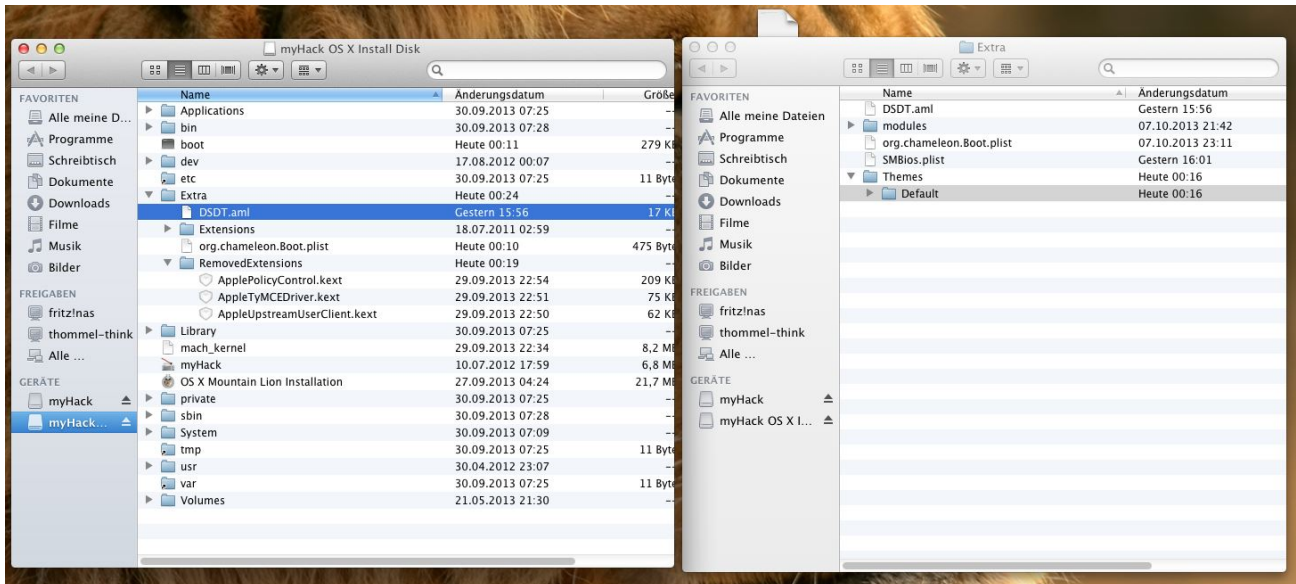 myHack OS X Install Disk
FAVORITEN
Alle meine D...
Programme
Schreibtisch
Dokumente
Downloads
Filme
Musik
Bilder
FREIGABEN
fritz!nas
thommel-think
Alle ...
GERÄTE
myHack
myHack...
Name Änderungsdatum Größe
Applications 30.09.2013 07:25 --
bin 30.09.2013 07:28 --
boot Heute 00:11 279 KB
dev 17.08.2012 00:07 --
etc 30.09.2013 07:25 11 Byte
Extra Heute 00:24 --
DSDT.aml Gestern 15:56 17 KB
Extensions 18.07.2011 02:59 --
org.chameleon.Boot.plist Heute 00:10 475 Byte
RemovedExtensions Heute 00:19 --
ApplePolicyControl.kext 29.09.2013 22:54 209 KB
AppleTyMCEDriver.kext 29.09.2013 22:51 75 KB
AppleUpstreamUserClient.kext 29.09.2013 22:50 62 KB
Library 30.09.2013 07:25 --
mach_kernel 29.09.2013 22:34 8,2 MB
myHack 10.07.2012 17:59 6,8 MB
OS X Mountain Lion Installation 27.09.2013 04:24 21,7 MB
private 30.09.2013 07:25 --
sbin 30.09.2013 07:28 --
System 30.09.2013 07:09 --
tmp 30.09.2013 07:25 11 Byte
usr 30.04.2012 23:07 --
var 30.09.2013 07:25 11 Byte
Volumes 21.05.2013 21:30 --
Extra
FAVORITEN
Alle meine Dateien
Programme
Schreibtisch
Dokumente
Downloads
Filme
Musik
Bilder
FREIGABEN
fritz!nas
thommel-think
Alle ...
GERÄTE
myHack
myHack OS X I...
Name Änderungsdatum
DSDT.aml Gestern 15:56
modules 07.10.2013 21:42
org.chameleon.Boot.plist 07.10.2013 23:11
SMBios.plist Gestern 16:01
Themes Heute 00:16
Default Heute 00:16